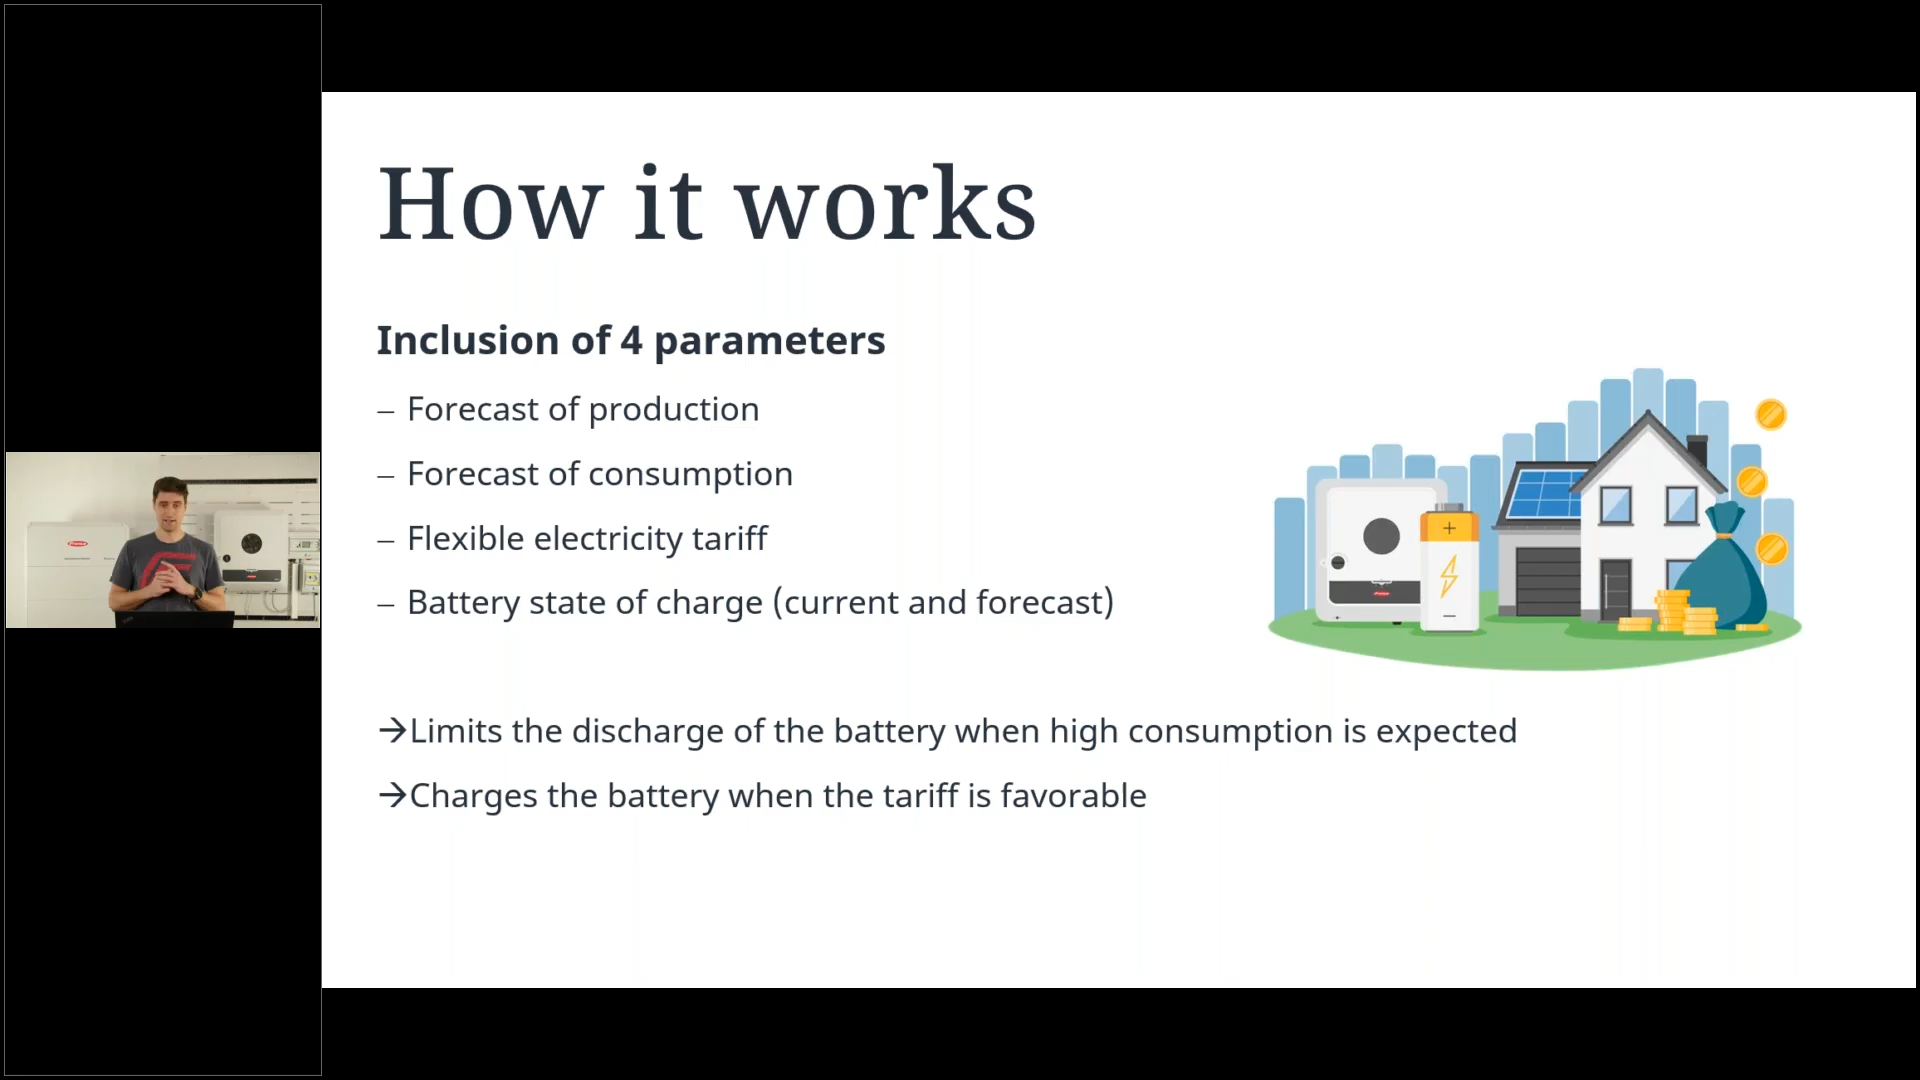 How it works
Inclusion of 4 parameters
– Forecast of production
– Forecast of consumption
– Flexible electricity tariff
– Battery state of charge (current and forecast)
→Limits the discharge of the battery when high consumption is expected
→Charges the battery when the tariff is favorable